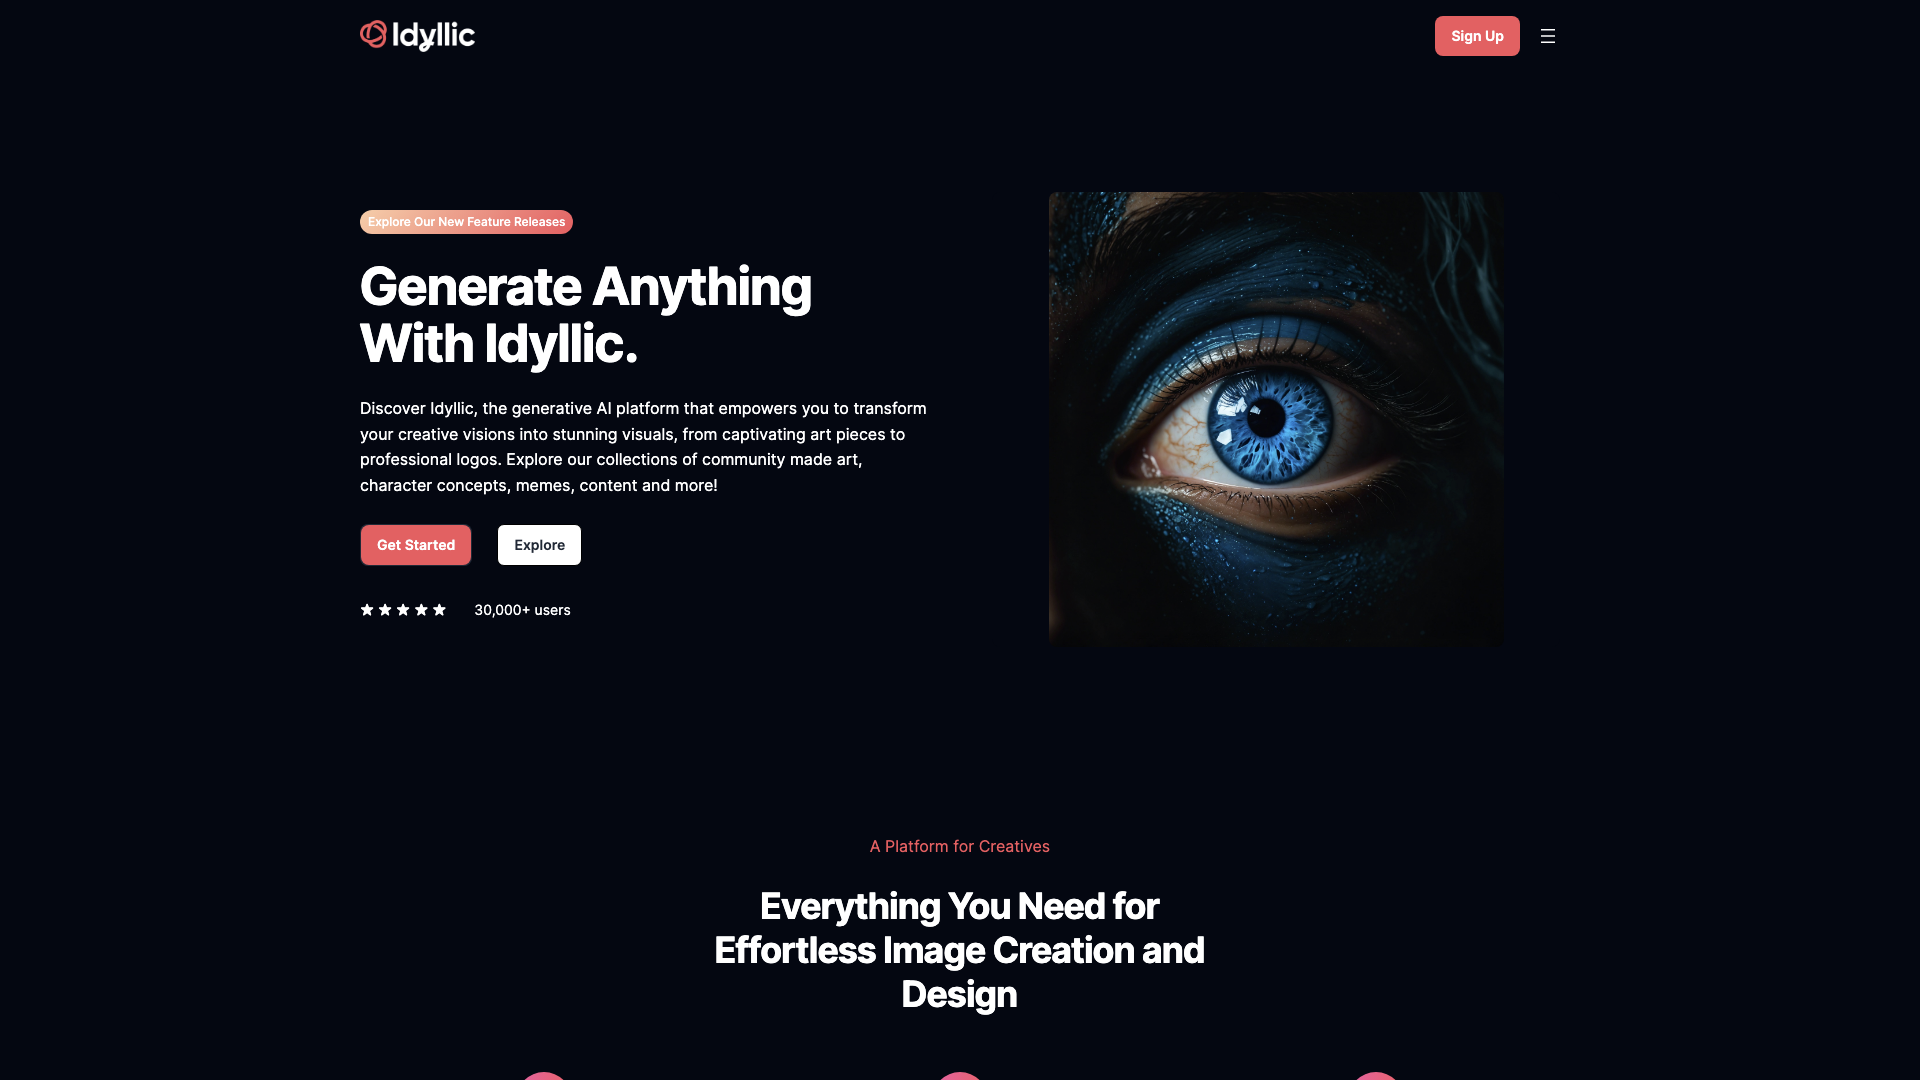 Idyllic
Sign Up
Explore Our New Feature Releases
Generate Anything
With Idyllic.
Discover Idyllic, the generative AI platform that empowers you to transform
your creative visions into stunning visuals, from captivating art pieces to
professional logos. Explore our collections of community made art,
character concepts, memes, content and more!
Get Started
Explore
30,000+ users
A Platform for Creatives
Everything You Need for
Effortless Image Creation and
Design